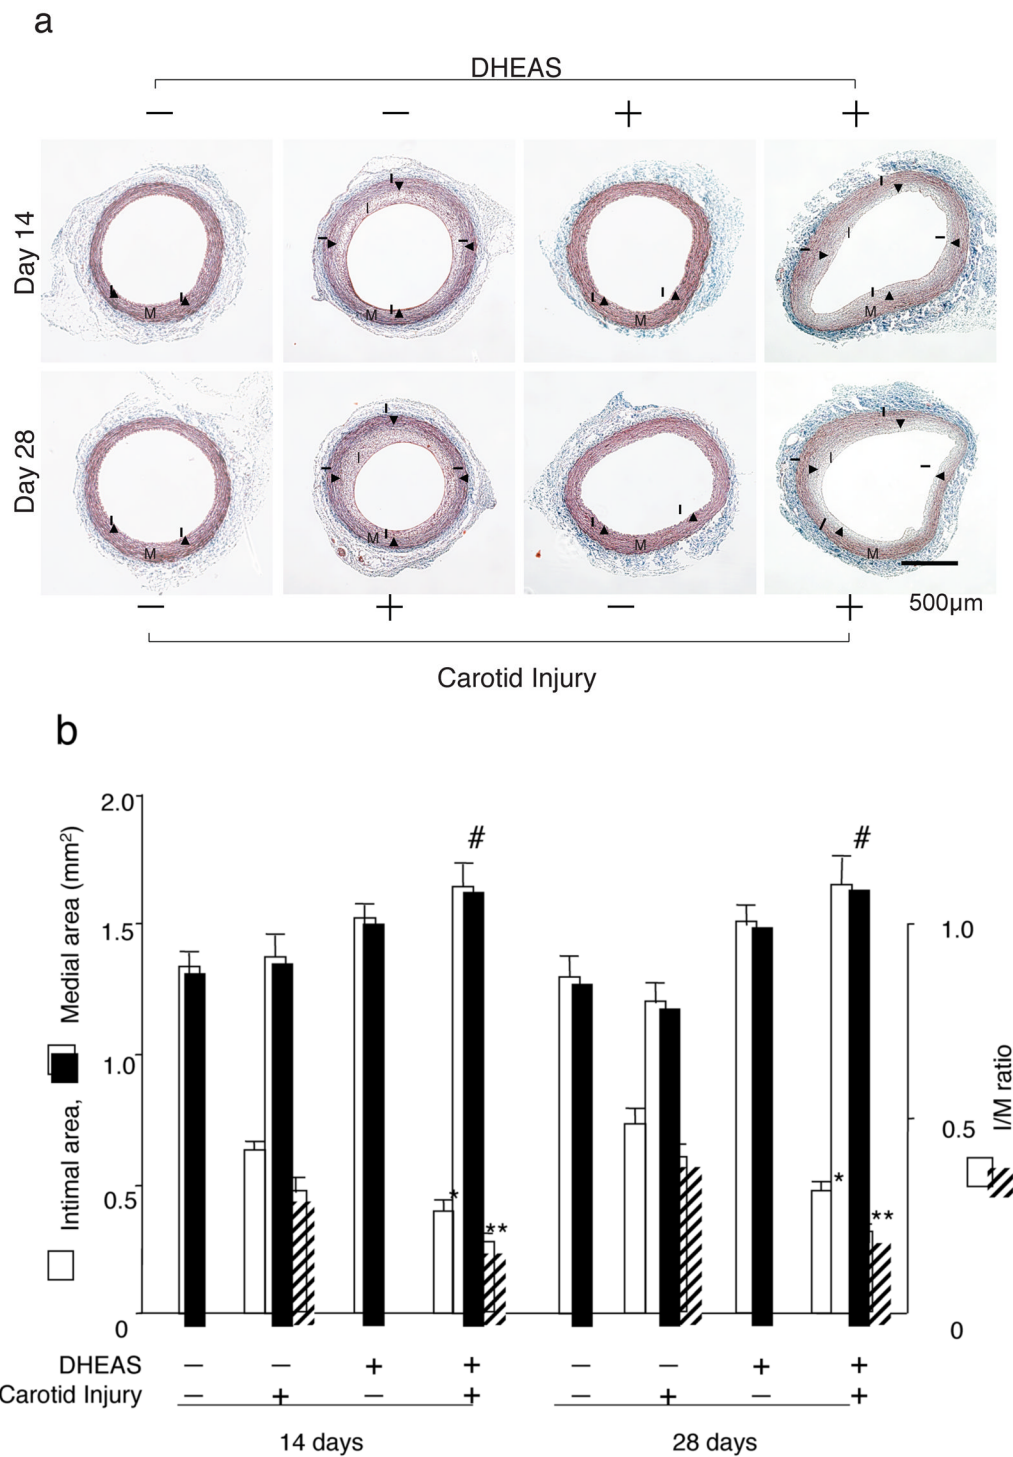 a
DHEAS
— — + +
Day 14
I
I
I
I
M
M
I
I
M
I
I
M
Day 28
I
I
I
I
M
M
I
I
M
I
I
M
— + — +
500μm
Carotid Injury
b
Intimal area, Medial area (mm²)
2.0
1.5
1.0
0.5
0
#
#
*
**
*
**
1.0
0.5
0
I/M ratio
DHEAS — — + + — — + +
Carotid Injury — + — + — + — +
14 days 28 days